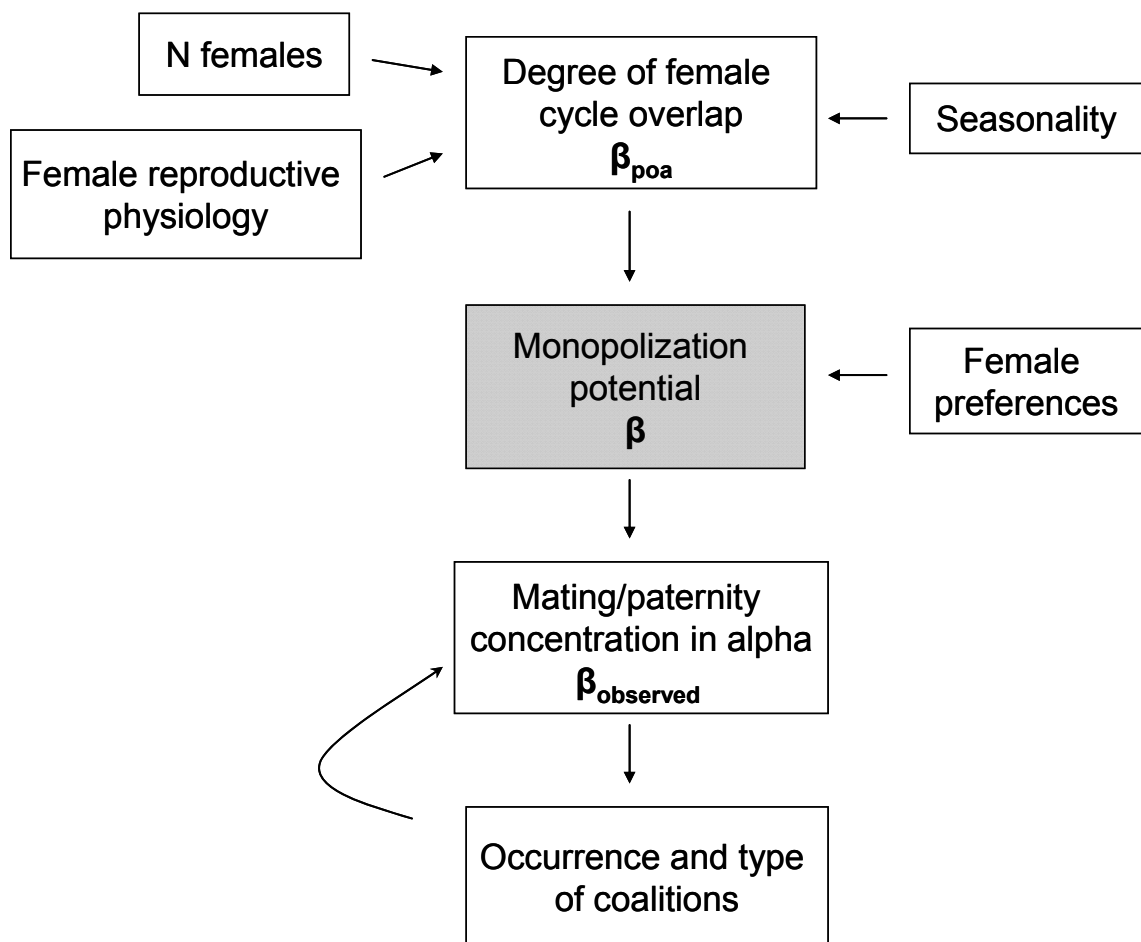 N females
Degree of female
cycle overlap
βpoa
Seasonality
Female reproductive
physiology
Monopolization
potential
β
Female
preferences
Mating/paternity
concentration in alpha
βobserved
Occurrence and type
of coalitions